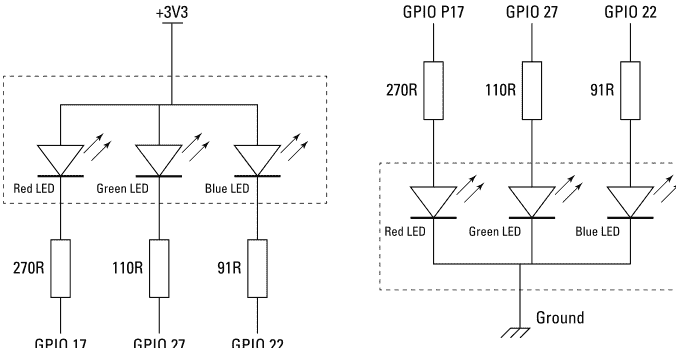 +3V3
Red LED Green LED Blue LED
270R 110R 91R
GPIO 17 GPIO 27 GPIO 22
GPIO P17 GPIO 27 GPIO 22
270R 110R 91R
Red LED Green LED Blue LED
Ground